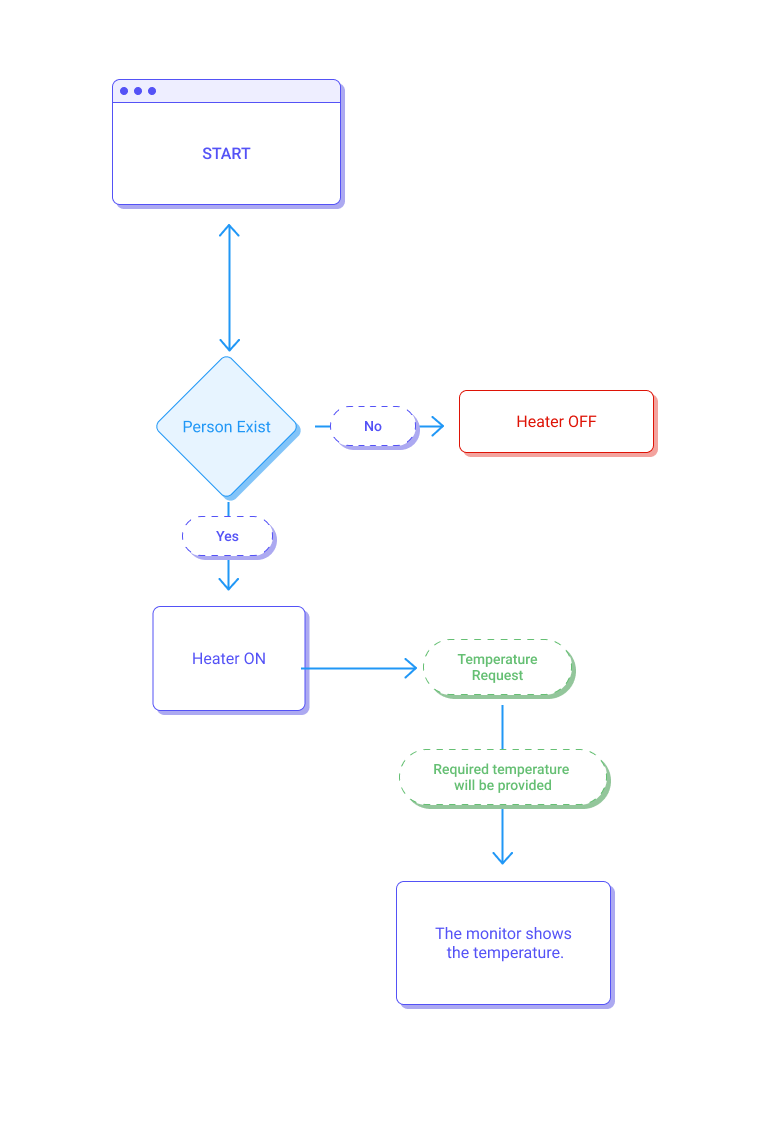 START
Person Exist
No
Heater OFF
Yes
Heater ON
Temperature
Request
Required temperature
will be provided
The monitor shows
the temperature.